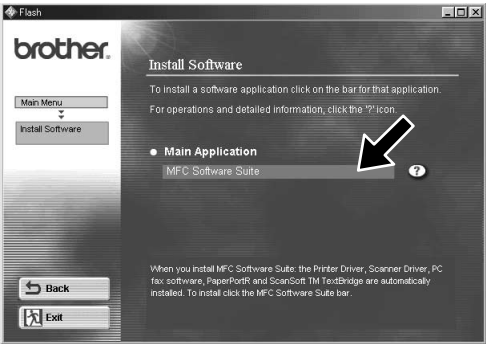 Flash
brother.
Main Menu
Install Software
Install Software
To install a software application click on the bar for that application.
For operations and detailed information, click the '?' icon.
Main Application
MFC Software Suite
?
When you install MFC Software Suite: the Printer Driver, Scanner Driver, PC
fax software, PaperPortR and ScanSoft TM TextBridge are automatically
installed. To install click the MFC Software Suite bar.
Back
Exit